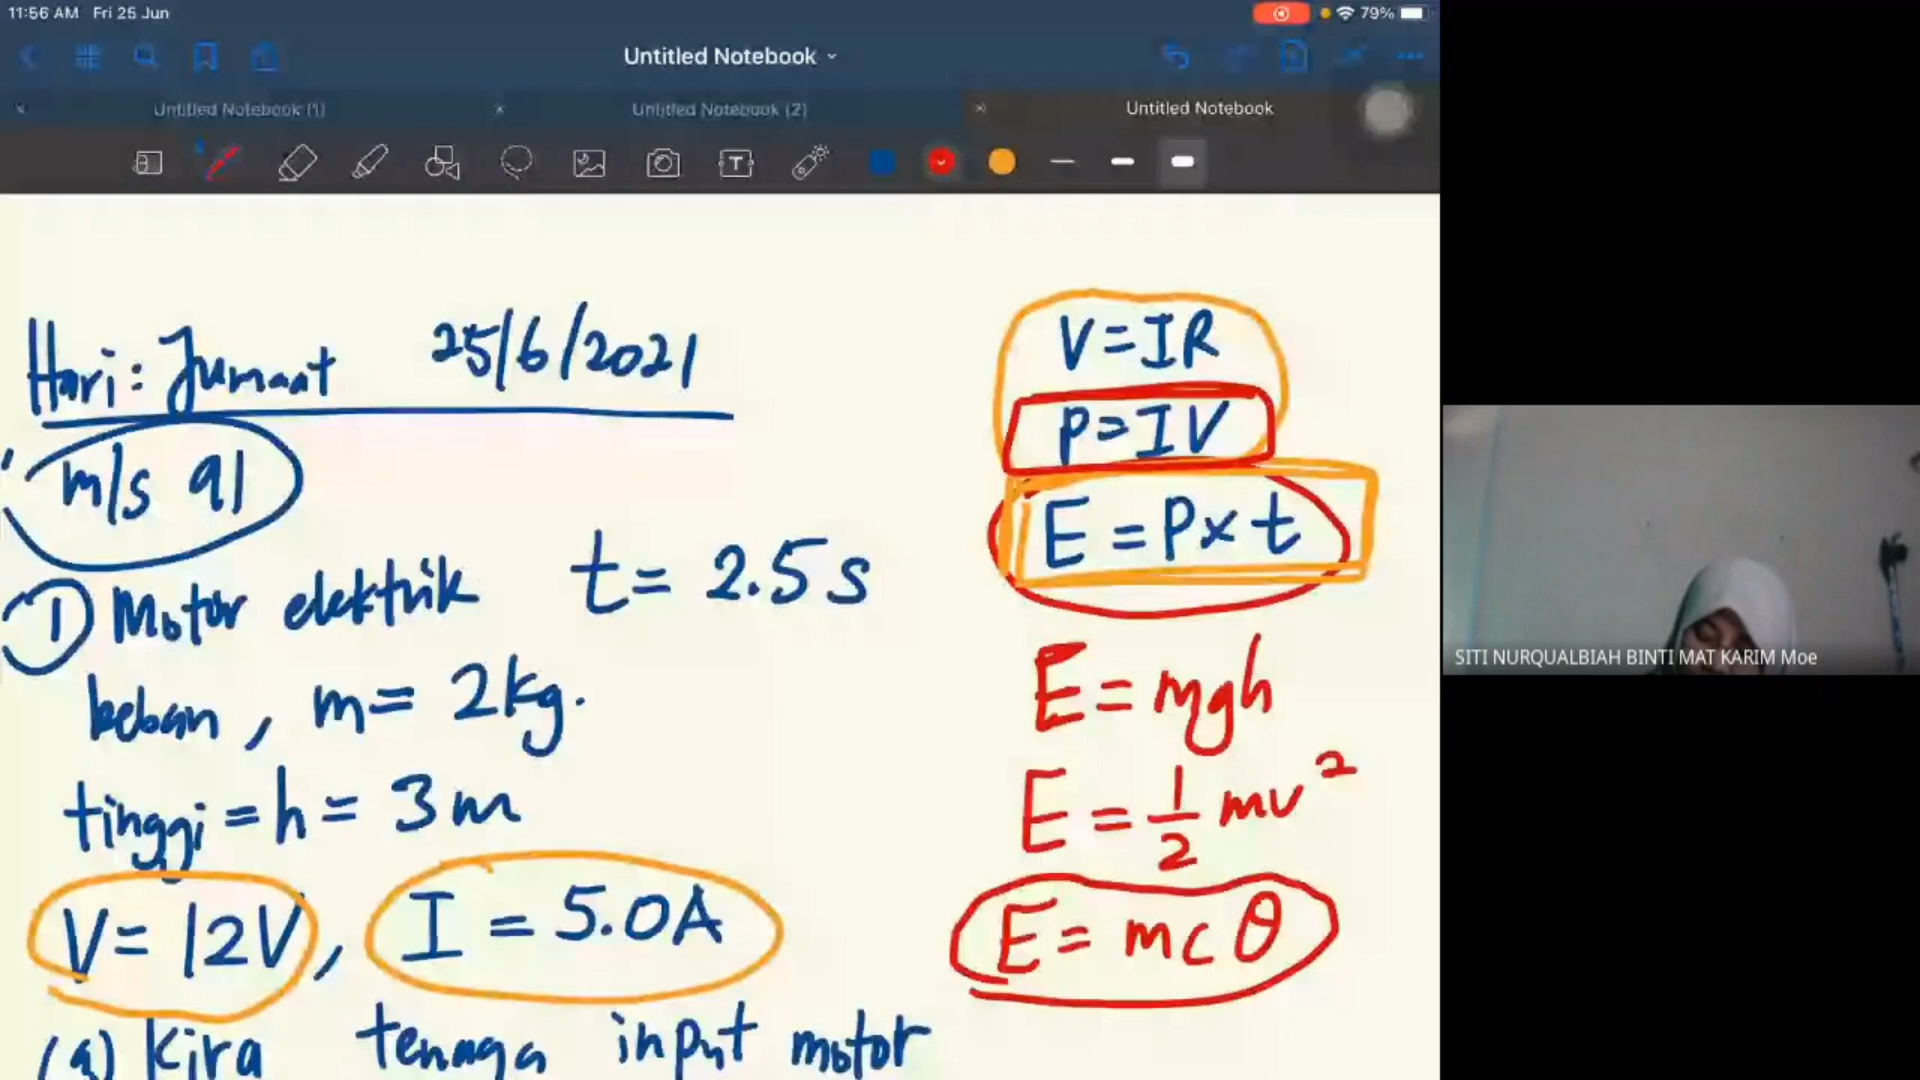 11:56 AM Fri 25 Jun
79%
Untitled Notebook
Untitled Notebook (1)
Untitled Notebook (2)
Untitled Notebook
T
Hari: Jumaat 25/6/2021
m/s 91
① Motor elektrik t = 2.5 s
beban, m = 2kg.
tinggi = h = 3m
V = 12V, I = 5.0A
(a) Kira tenaga input motor
V = IR
P = IV
E = P x t
E = mgh
E = 1/2 mv²
E = mcθ
SITI NURQUALBIAH BINTI MAT KARIM Moe